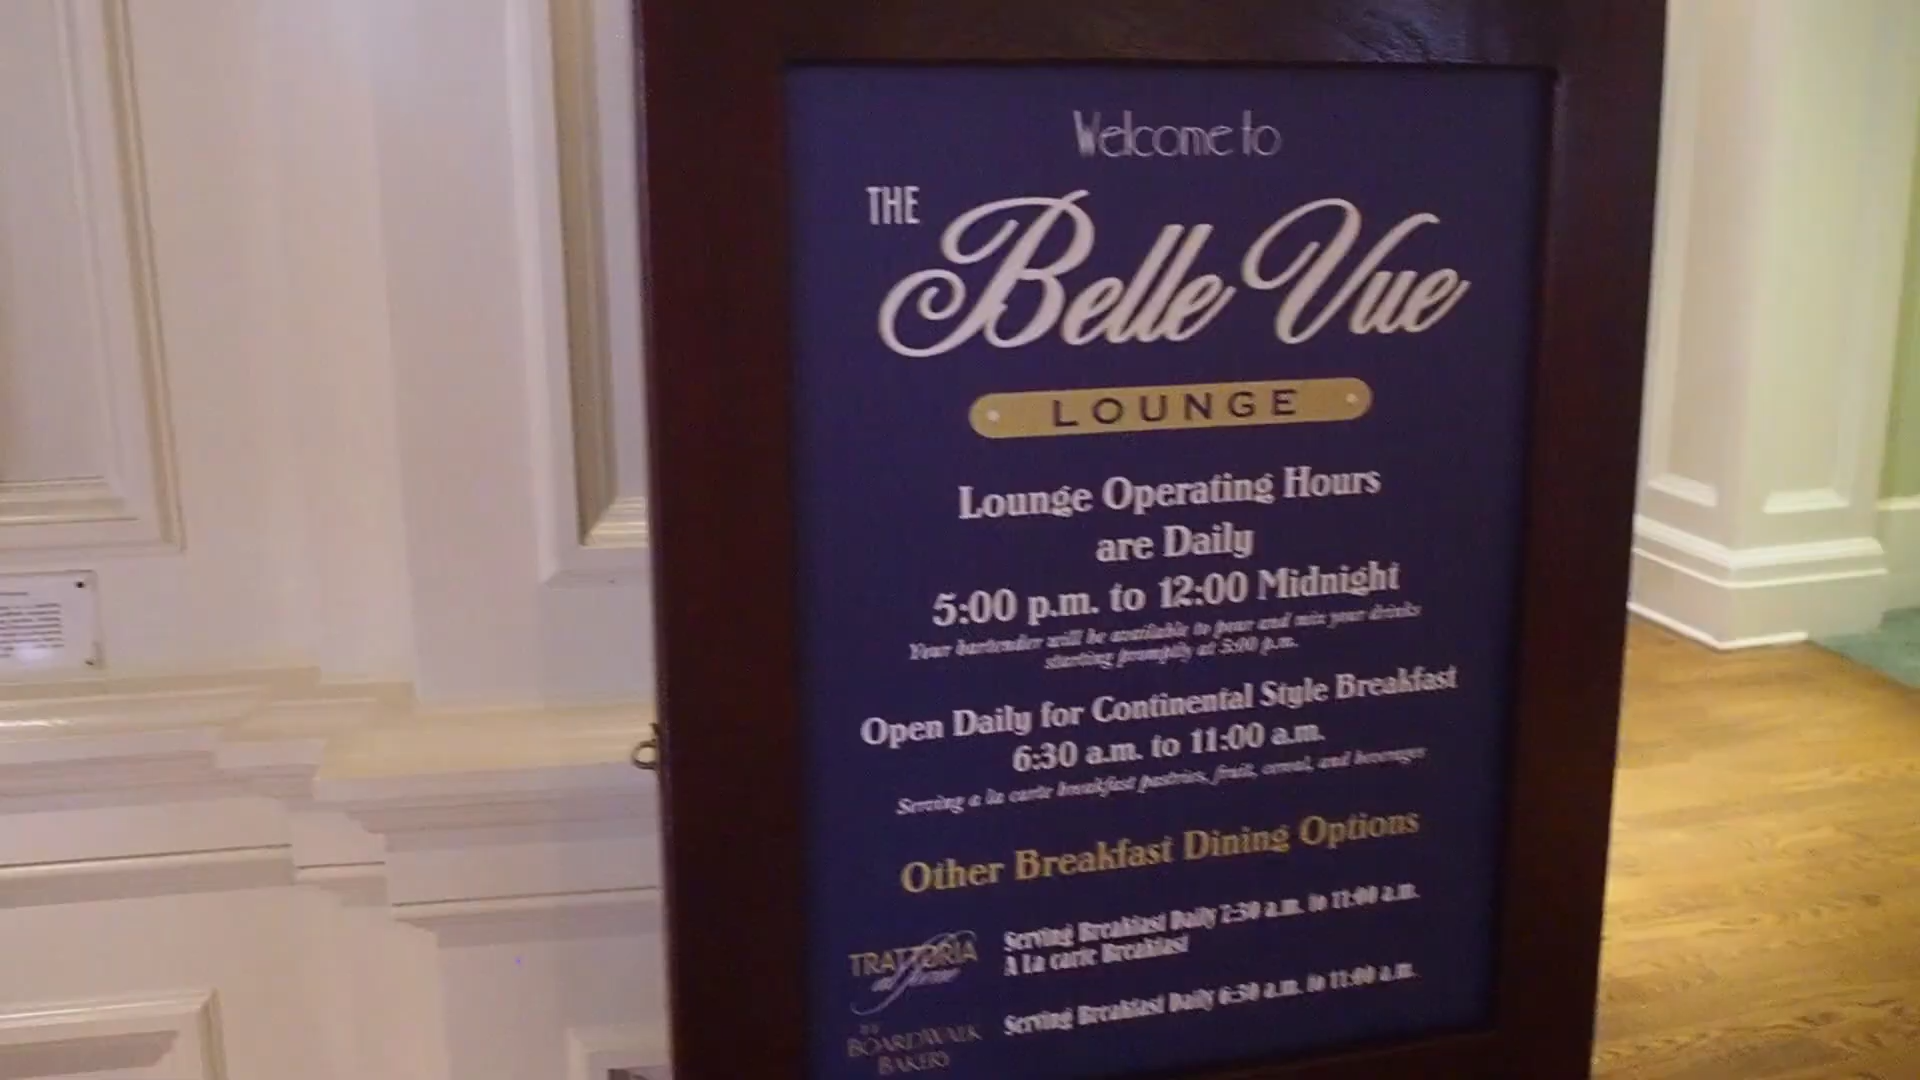 Welcome to
THE
Belle Vue
LOUNGE
Lounge Operating Hours
are Daily
5:00 p.m. to 12:00 Midnight
Your bartender will be available to pour and mix your drinks
starting promptly at 5:00 p.m.
Open Daily for Continental Style Breakfast
6:30 a.m. to 11:00 a.m.
Serving a la carte breakfast pastries, fruit, cereal, and beverages
Other Breakfast Dining Options
TRATTORIA
al forno
Serving Breakfast Daily 7:30 a.m. to 11:00 a.m.
A La carte Breakfast
BOARDWALK
BAKERY
Serving Breakfast Daily 6:30 a.m. to 11:00 a.m.